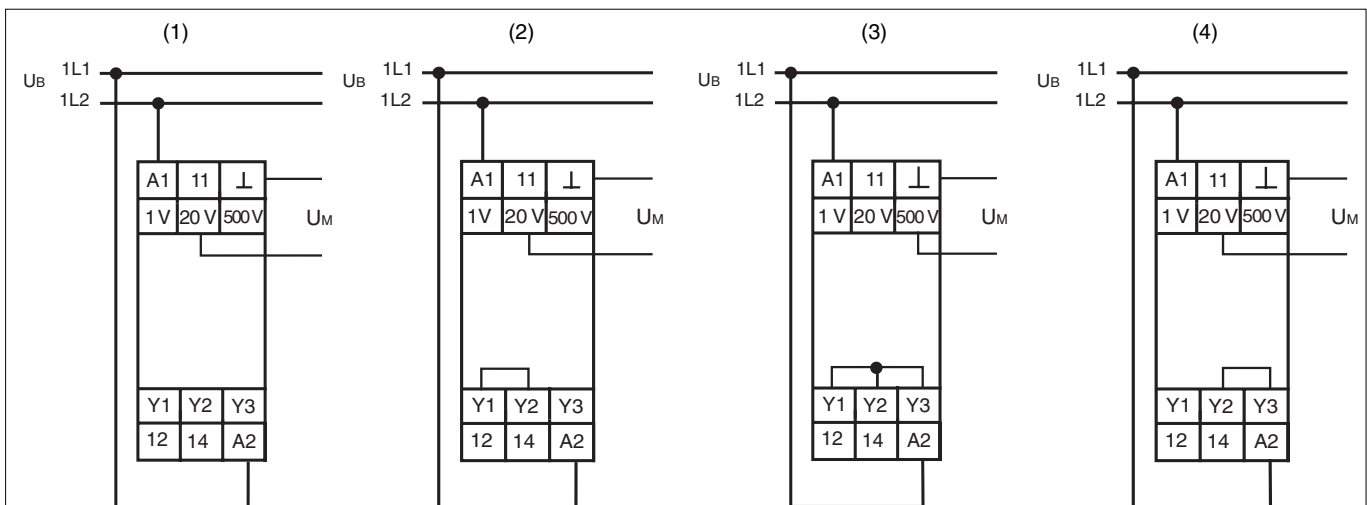 (1) (2) (3) (4)
UB 1L1 UB 1L1 UB 1L1 UB 1L1
1L2 1L2 1L2 1L2
A1 11 ⊥ A1 11 ⊥ A1 11 ⊥ A1 11 ⊥
1 V 20 V 500 V UM 1 V 20 V 500 V UM 1 V 20 V 500 V UM 1 V 20 V 500 V UM
Y1 Y2 Y3 Y1 Y2 Y3 Y1 Y2 Y3 Y1 Y2 Y3
12 14 A2 12 14 A2 12 14 A2 12 14 A2